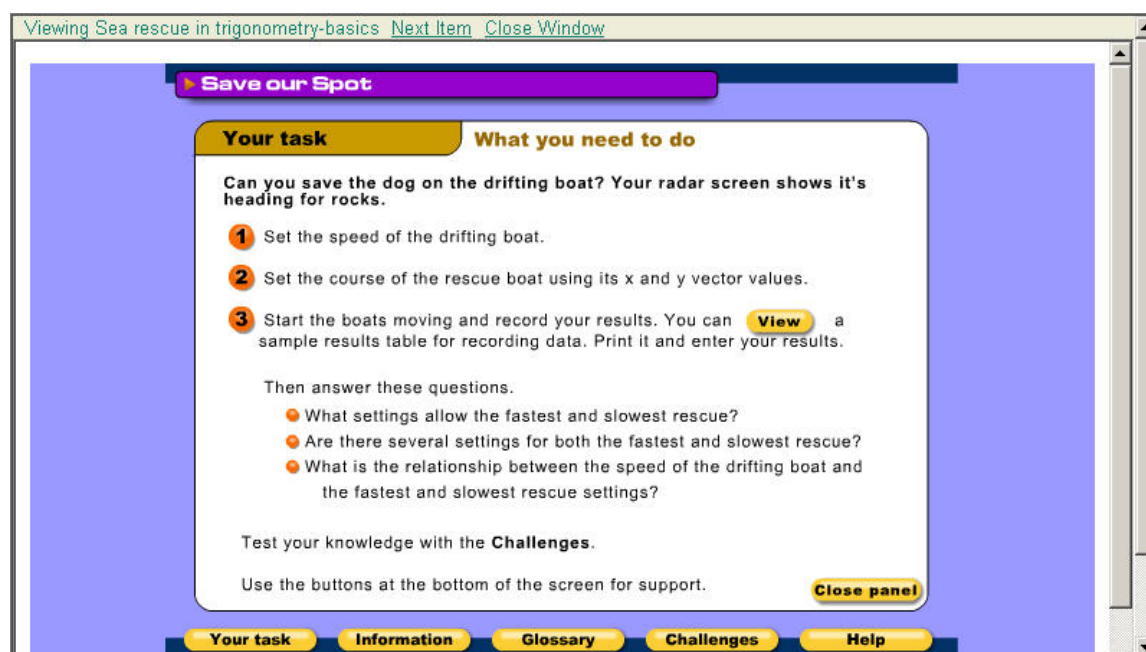 Viewing Sea rescue in trigonometry-basics Next Item Close Window
Save our Spot
Your task What you need to do
Can you save the dog on the drifting boat? Your radar screen shows it's
heading for rocks.
1 Set the speed of the drifting boat.
2 Set the course of the rescue boat using its x and y vector values.
3 Start the boats moving and record your results. You can View a
sample results table for recording data. Print it and enter your results.
Then answer these questions.
What settings allow the fastest and slowest rescue?
Are there several settings for both the fastest and slowest rescue?
What is the relationship between the speed of the drifting boat and
the fastest and slowest rescue settings?
Test your knowledge with the Challenges.
Use the buttons at the bottom of the screen for support. Close panel
Your task Information Glossary Challenges Help